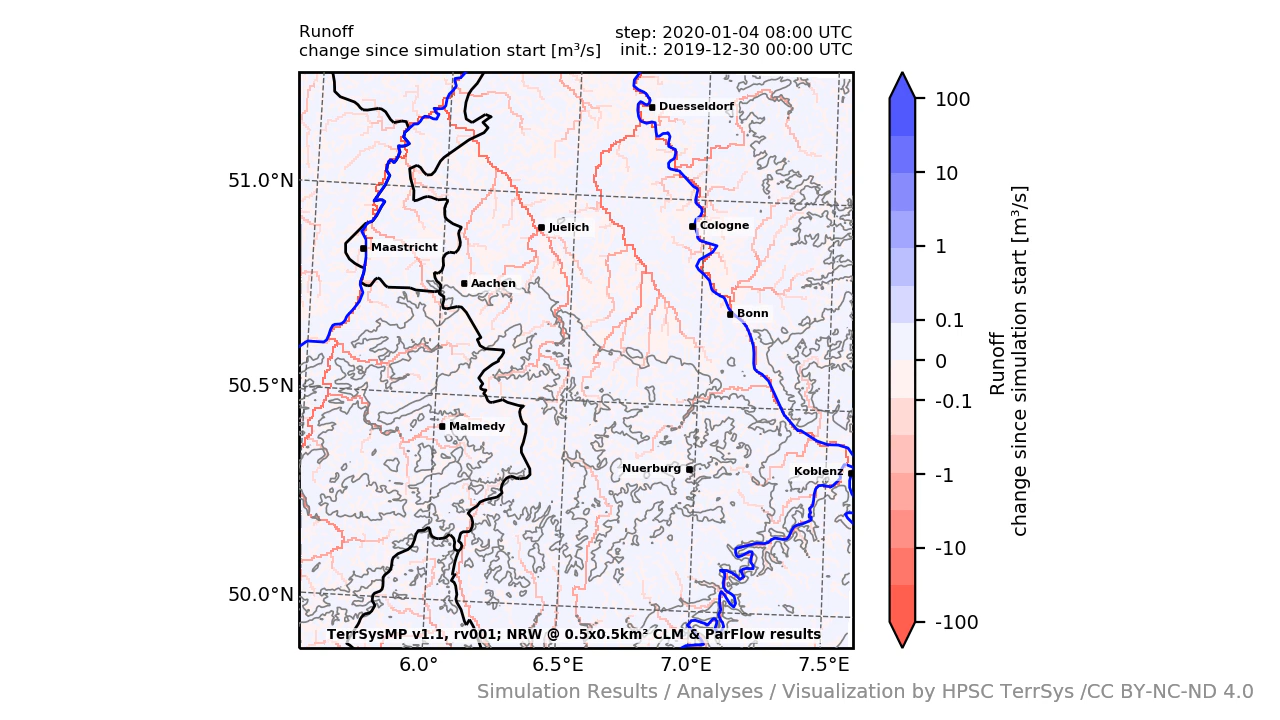 Runoff
change since simulation start [m³/s]
step: 2020-01-04 08:00 UTC
init.: 2019-12-30 00:00 UTC
Duesseldorf
51.0°N
Juelich
Cologne
Maastricht
Aachen
Bonn
50.5°N
Malmedy
Nuerburg
Koblenz
50.0°N
TerrSysMP v1.1, rv001; NRW @ 0.5x0.5km² CLM & ParFlow results
6.0°
6.5°E
7.0°E
7.5°E
100
10
1
0.1
0
-0.1
-1
-10
-100
Runoff
change since simulation start [m³/s]
Simulation Results / Analyses / Visualization by HPSC TerrSys /CC BY-NC-ND 4.0